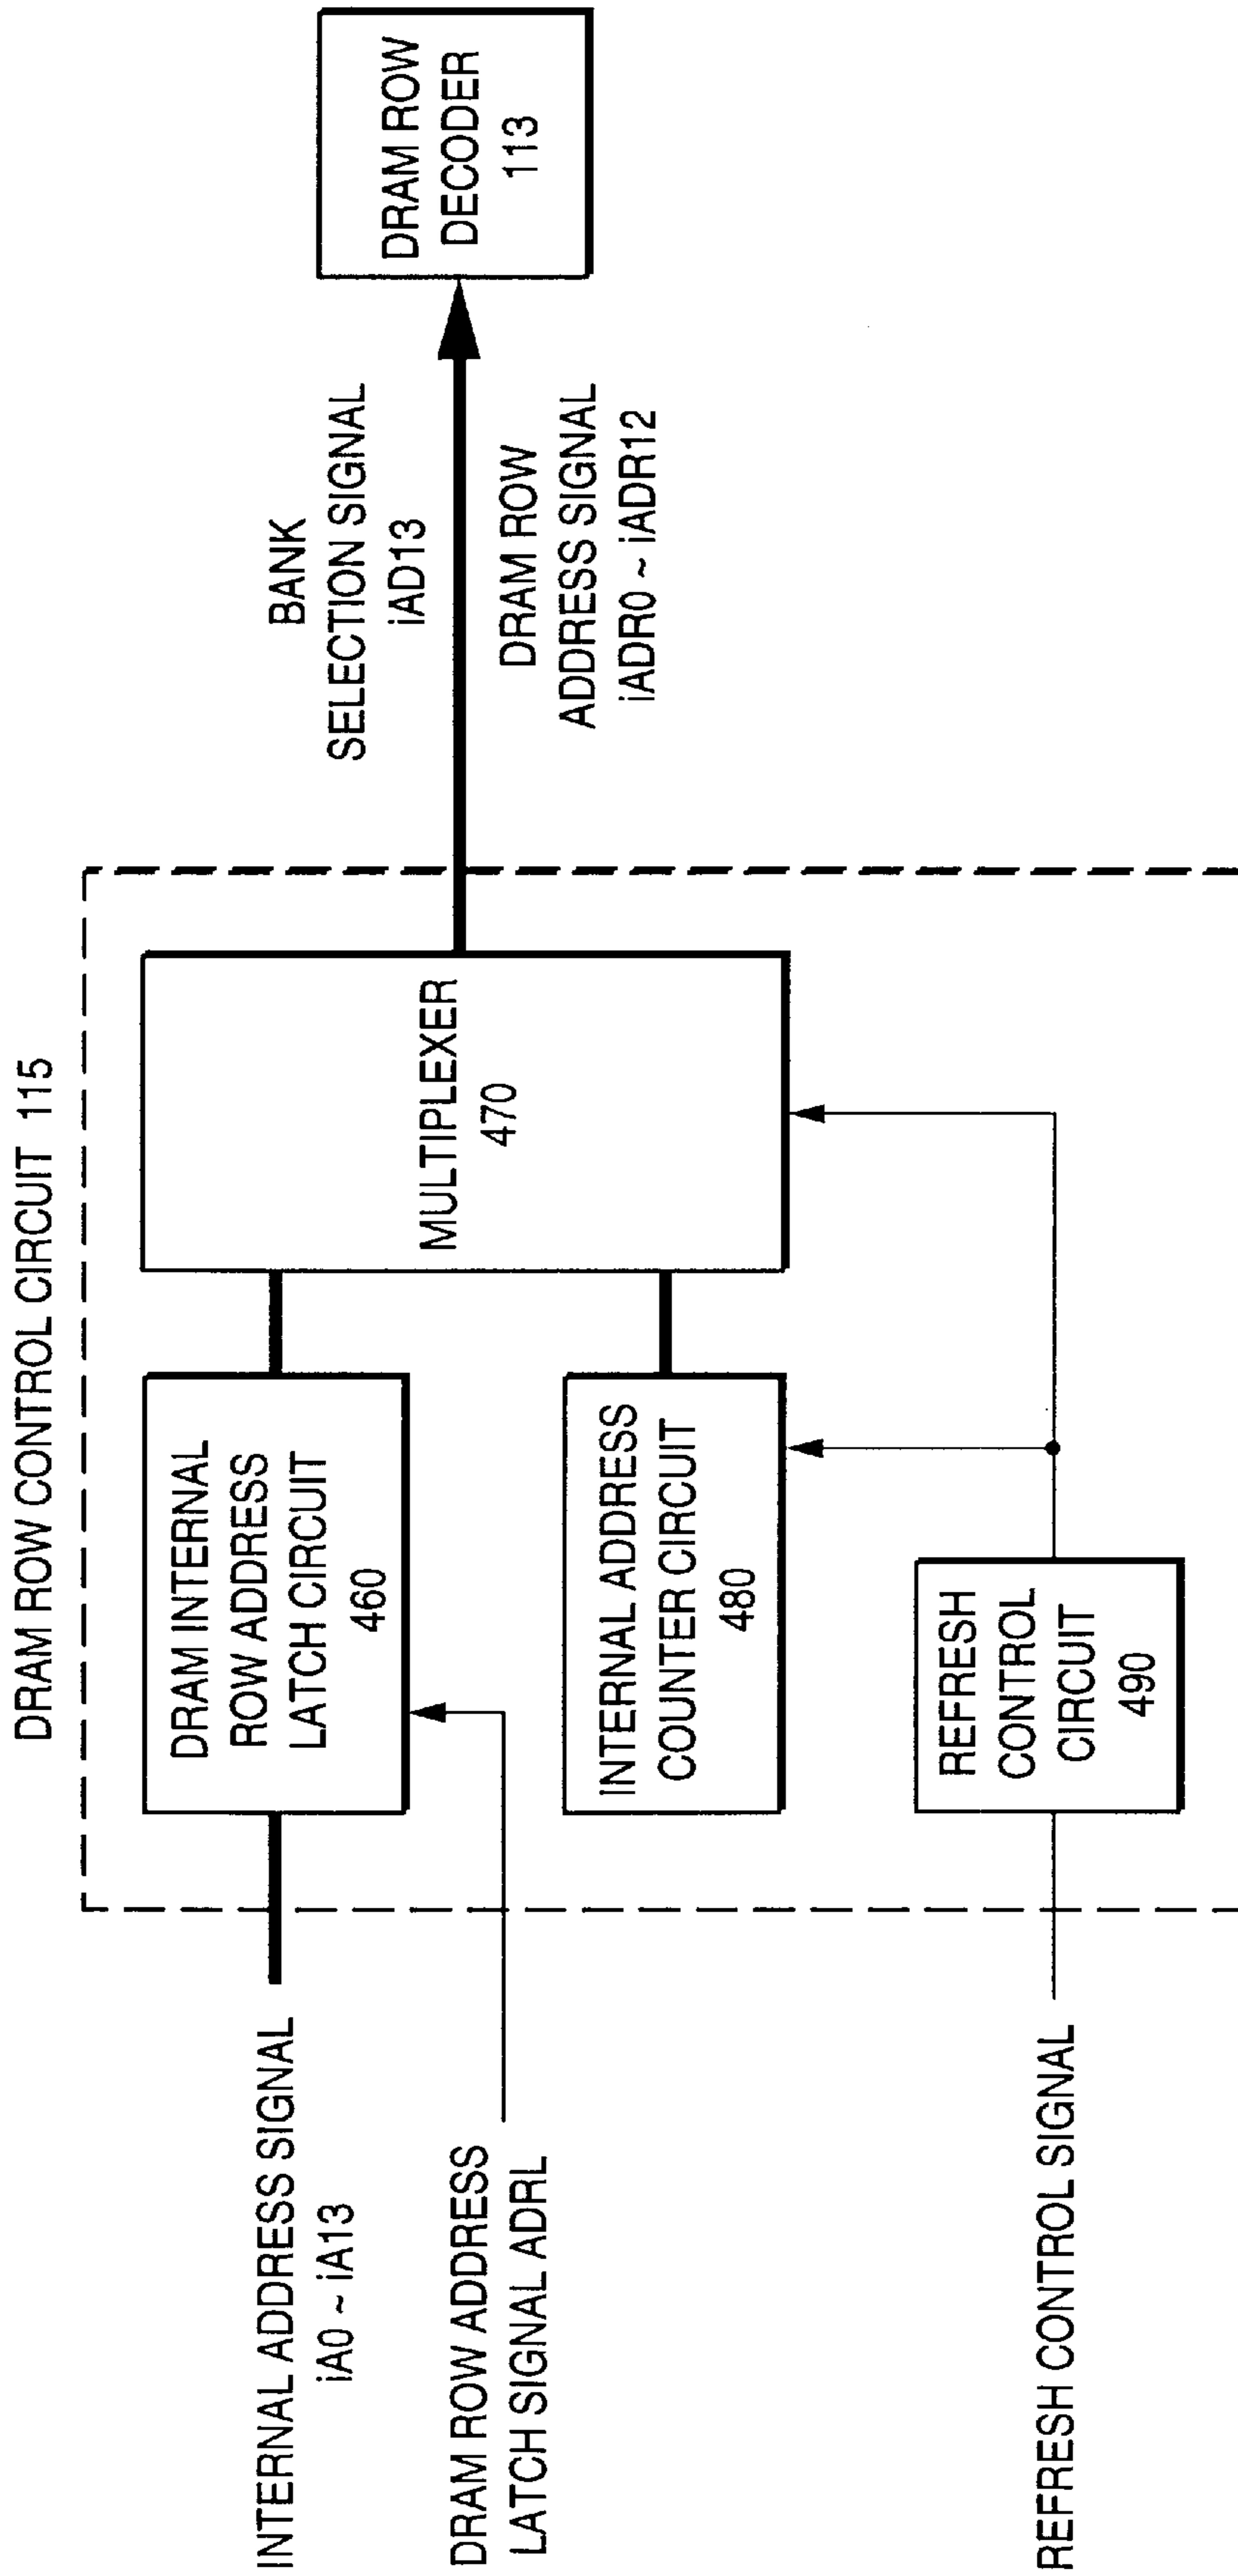 DRAM ROW CONTROL CIRCUIT 115
INTERNAL ADDRESS SIGNAL
iA0 ~ iA13
DRAM ROW ADDRESS
LATCH SIGNAL ADRL
REFRESH CONTROL SIGNAL
DRAM INTERNAL
ROW ADDRESS
LATCH CIRCUIT
460
INTERNAL ADDRESS
COUNTER CIRCUIT
480
REFRESH
CONTROL
CIRCUIT
490
MULTIPLEXER
470
BANK
SELECTION SIGNAL
iAD13
DRAM ROW
ADDRESS SIGNAL
iADR0 ~ iADR12
DRAM ROW
DECODER
113